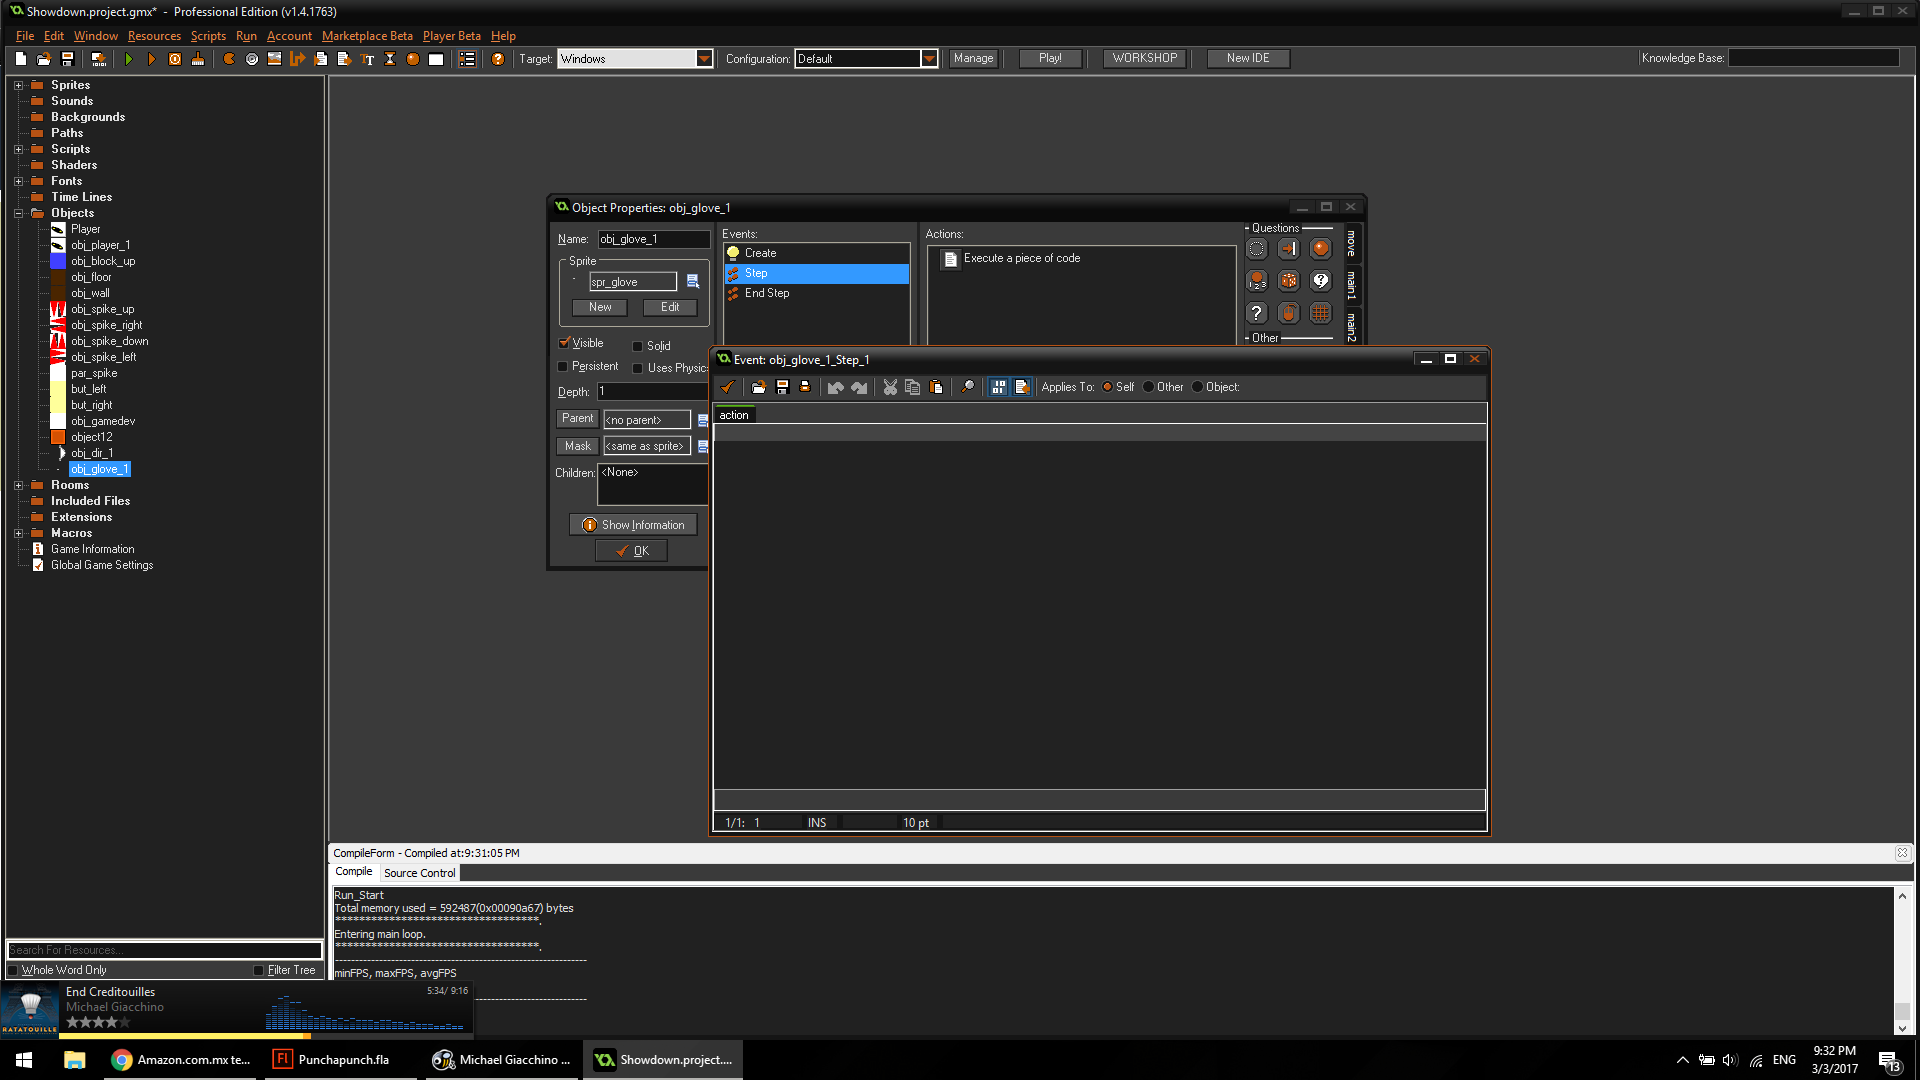 Showdown.project.gmx* - Professional Edition (v1.4.1763)
File Edit Window Resources Scripts Run Account Marketplace Beta Player Beta Help
Target: Windows Configuration: Default Manage Play! WORKSHOP New IDE Knowledge Base:
Sprites
Sounds
Backgrounds
Paths
Scripts
Shaders
Fonts
Time Lines
Objects
Player
obj_player_1
obj_block_up
obj_floor
obj_wall
obj_spike_up
obj_spike_right
obj_spike_down
obj_spike_left
par_spike
but_left
but_right
obj_gamedev
object12
obj_dir_1
obj_glove_1
Rooms
Included Files
Extensions
Macros
Game Information
Global Game Settings
Search For Resources...
Whole Word Only Filter Tree
Object Properties: obj_glove_1
Name: obj_glove_1
Sprite
spr_glove
New Edit
Visible Solid
Persistent Uses Physic
Depth: 1
Parent <no parent>
Mask <same as sprite>
Children: <None>
Show Information
OK
Events:
Create
Step
End Step
Actions:
Execute a piece of code
Questions
Other
move
main1
main2
Event: obj_glove_1_Step_1
Applies To: Self Other Object:
action
1/1: 1 INS 10 pt
CompileForm - Compiled at:9:31:05 PM
Compile Source Control
Run_Start
Total memory used = 592487(0x00090a67) bytes
***********************************.
Entering main loop.
***********************************.
minFPS, maxFPS, avgFPS
End Creditouilles 5:34/ 9:16
Michael Giacchino
RATATOUILLE
Amazon.com.mx te... Punchapunch.fla Michael Giacchino ... Showdown.project....
ENG 9:32 PM
3/3/2017
13